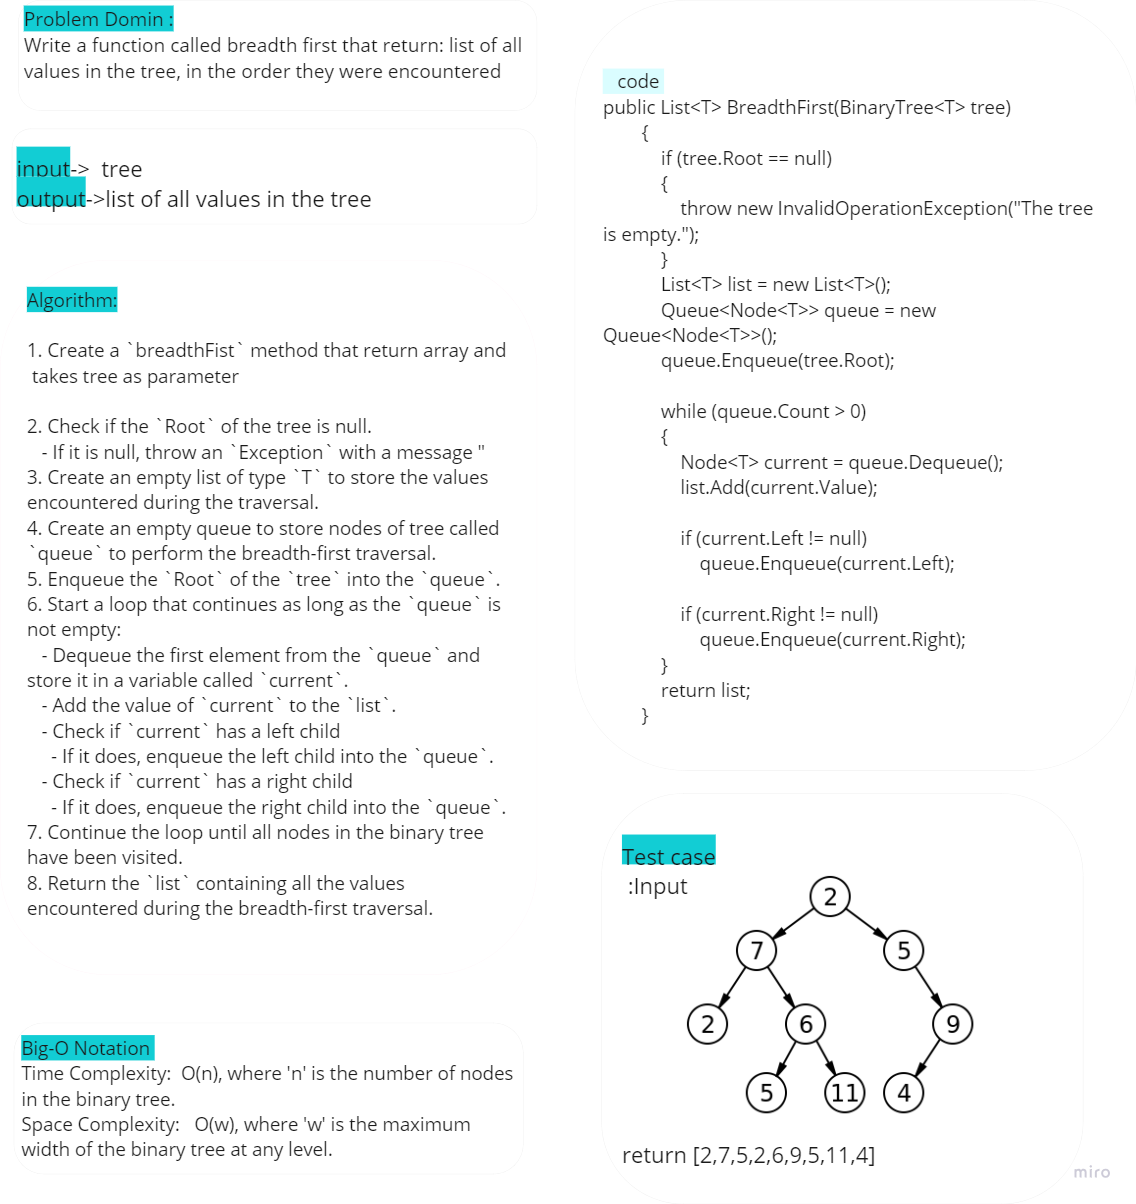 Problem Domin :
Write a function called breadth first that return: list of all
values in the tree, in the order they were encountered
input-> tree
output->list of all values in the tree
Algorithm:
1. Create a `breadthFist` method that return array and
takes tree as parameter
2. Check if the `Root` of the tree is null.
- If it is null, throw an `Exception` with a message "
3. Create an empty list of type `T` to store the values
encountered during the traversal.
4. Create an empty queue to store nodes of tree called
`queue` to perform the breadth-first traversal.
5. Enqueue the `Root` of the `tree` into the `queue`.
6. Start a loop that continues as long as the `queue` is
not empty:
- Dequeue the first element from the `queue` and
store it in a variable called `current`.
- Add the value of `current` to the `list`.
- Check if `current` has a left child
- If it does, enqueue the left child into the `queue`.
- Check if `current` has a right child
- If it does, enqueue the right child into the `queue`.
7. Continue the loop until all nodes in the binary tree
have been visited.
8. Return the `list` containing all the values
encountered during the breadth-first traversal.
Big-O Notation
Time Complexity: O(n), where 'n' is the number of nodes
in the binary tree.
Space Complexity: O(w), where 'w' is the maximum
width of the binary tree at any level.
code
public List<T> BreadthFirst(BinaryTree<T> tree)
{
if (tree.Root == null)
{
throw new InvalidOperationException("The tree
is empty.");
}
List<T> list = new List<T>();
Queue<Node<T>> queue = new
Queue<Node<T>>();
queue.Enqueue(tree.Root);
while (queue.Count > 0)
{
Node<T> current = queue.Dequeue();
list.Add(current.Value);
if (current.Left != null)
queue.Enqueue(current.Left);
if (current.Right != null)
queue.Enqueue(current.Right);
}
return list;
}
Test case
:Input
2
7 5
2 6 9
5 11 4
return [2,7,5,2,6,9,5,11,4]
miro